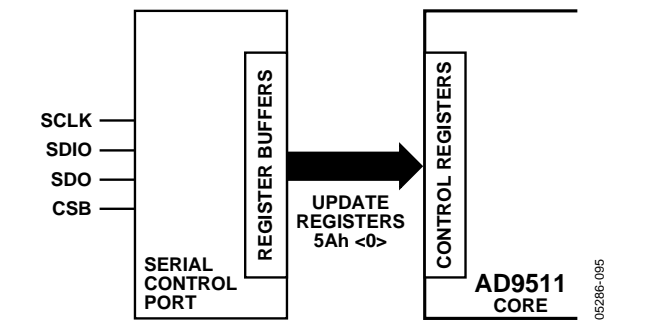 SCLK
SDIO
SDO
CSB
SERIAL
CONTROL
PORT
REGISTER BUFFERS
UPDATE
REGISTERS
5Ah <0>
CONTROL REGISTERS
AD9511
CORE
05286-095